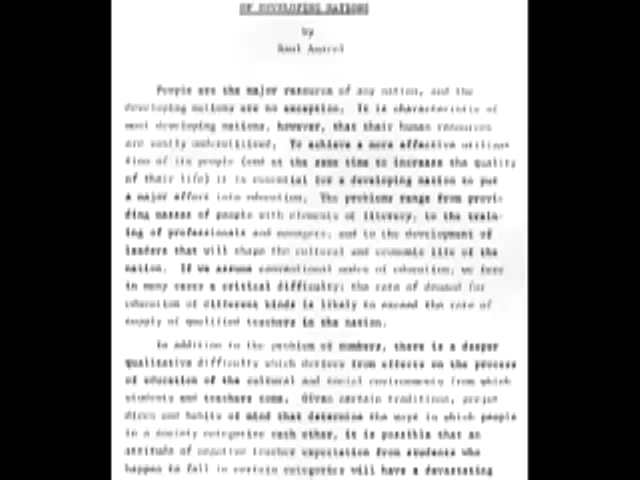 OF DEVELOPING NATIONS
by
Saul Amarel
People are the major resource of any nation, and the
developing nations are no exception. It is characteristic of
most developing nations, however, that their human resources
are vastly underutilized. To achieve a more effective utiliza-
tion of its people (and at the same time to increase the quality
of their life) it is essential for a developing nation to put
a major effort into education. The problems range from provi-
ding masses of people with elements of literacy, to the train-
ing of professionals and managers, and to the development of
leaders that will shape the cultural and economic life of the
nation. If we assume conventional modes of education, we face
in many cases a critical difficulty: the rate of demand for
education of different kinds is likely to exceed the rate of
supply of qualified teachers in the nation.
In addition to the problem of numbers, there is a deeper
qualitative difficulty which derives from effects on the process
of education of the cultural and social environments from which
students and teachers come. Given certain traditions, preju-
dices and habits of mind that determine the ways in which people
in a society categorize each other, it is possible that an
attitude of negative teacher expectation from students who
happen to fall in certain categories will have a devastating